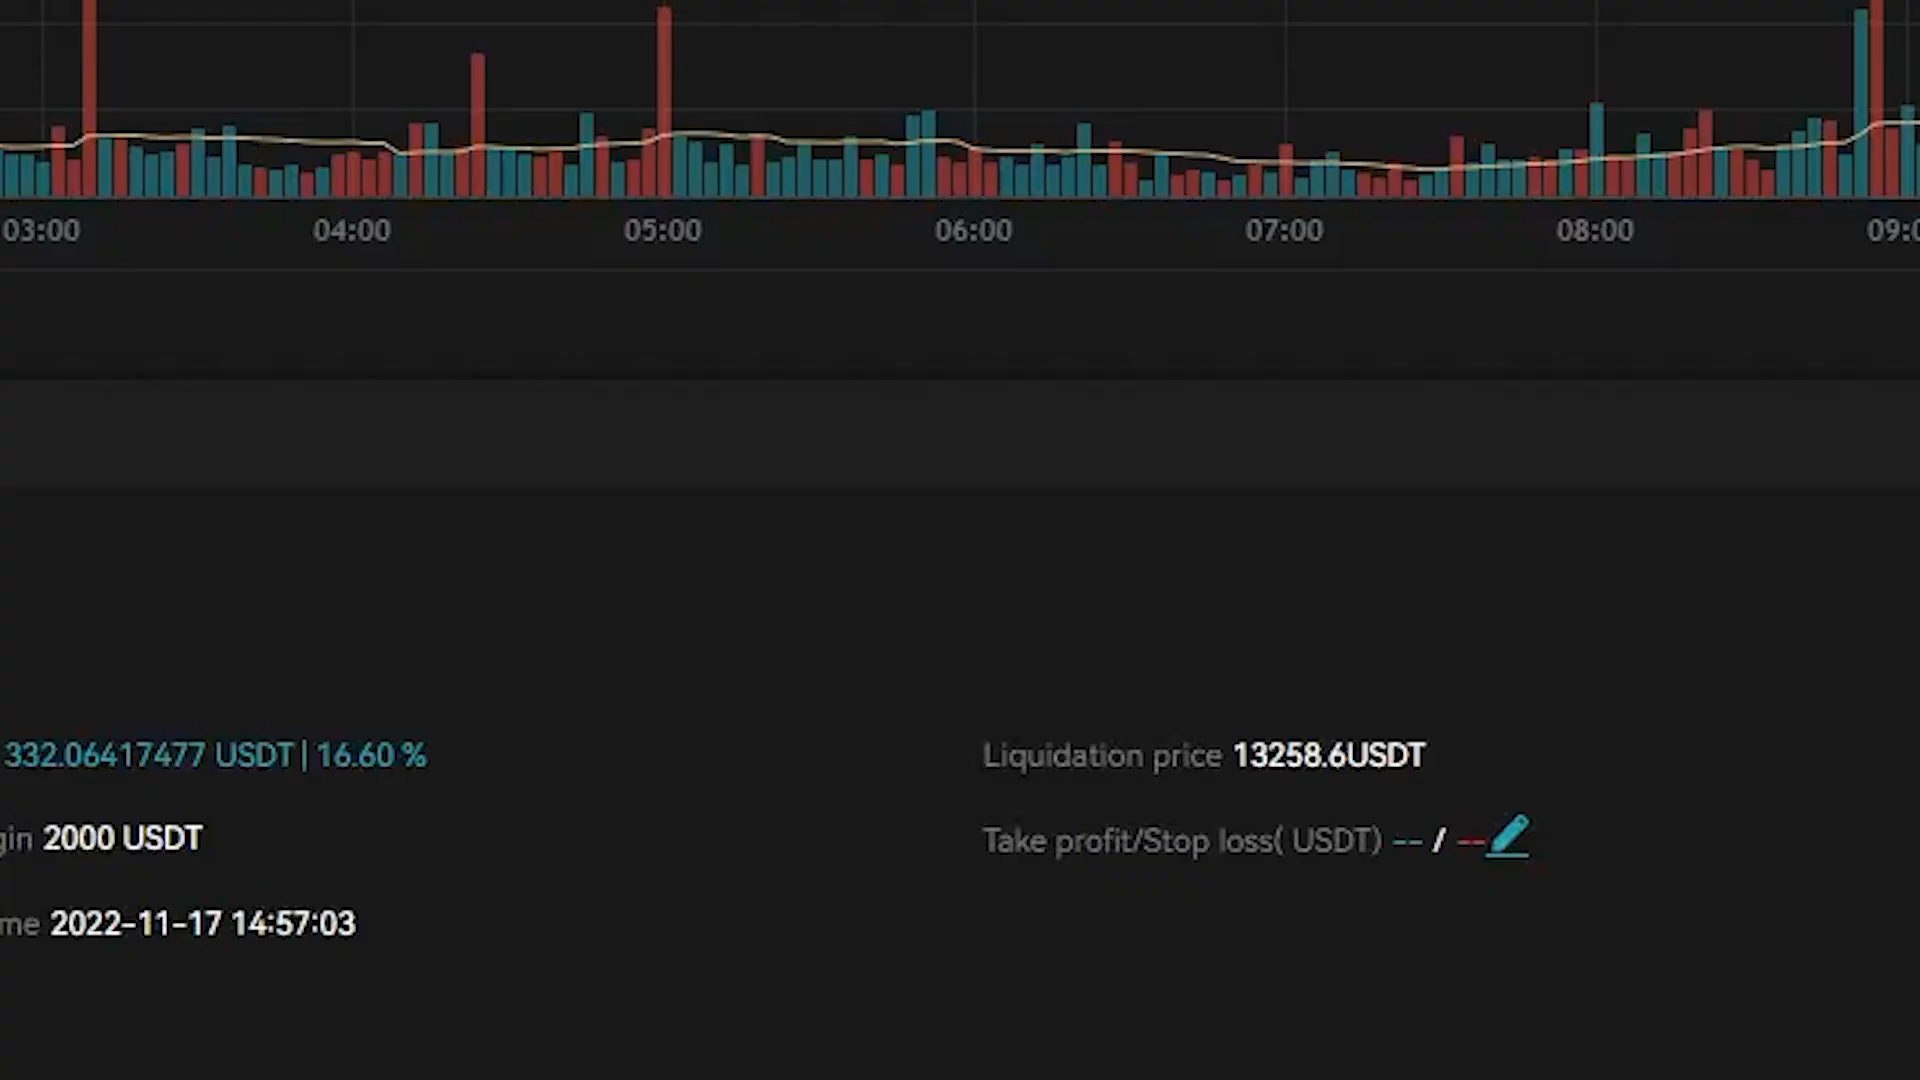 03:00 04:00 05:00 06:00 07:00 08:00 09:0
332.06417477 USDT | 16.60 % Liquidation price 13258.6USDT
gin 2000 USDT Take profit/Stop loss( USDT) -- / --
me 2022-11-17 14:57:03